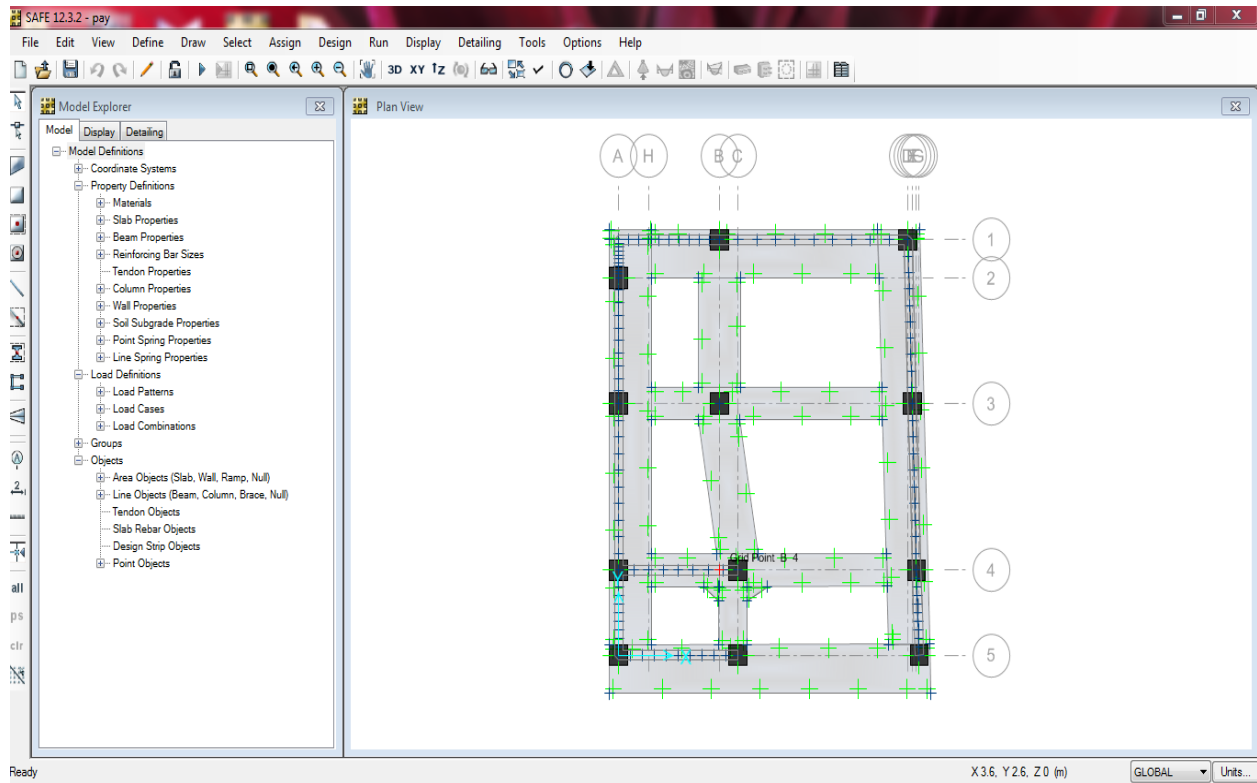 SAFE 12.3.2 - pay
File Edit View Define Draw Select Assign Design Run Display Detailing Tools Options Help
3D XY
Model Explorer
Plan View
Model Display Detailing
Model Definitions
Coordinate Systems
Property Definitions
Materials
Slab Properties
Beam Properties
Reinforcing Bar Sizes
Tendon Properties
Column Properties
Wall Properties
Soil Subgrade Properties
Point Spring Properties
Line Spring Properties
Load Definitions
Load Patterns
Load Cases
Load Combinations
Groups
Objects
Area Objects (Slab, Wall, Ramp, Null)
Line Objects (Beam, Column, Brace, Null)
Tendon Objects
Slab Rebar Objects
Design Strip Objects
Point Objects
all
ps
clr
A H B C
1
2
3
Grid Point B 4
4
5
Y
X
Ready
X 3.6, Y 2.6, Z 0 (m)
GLOBAL
Units...